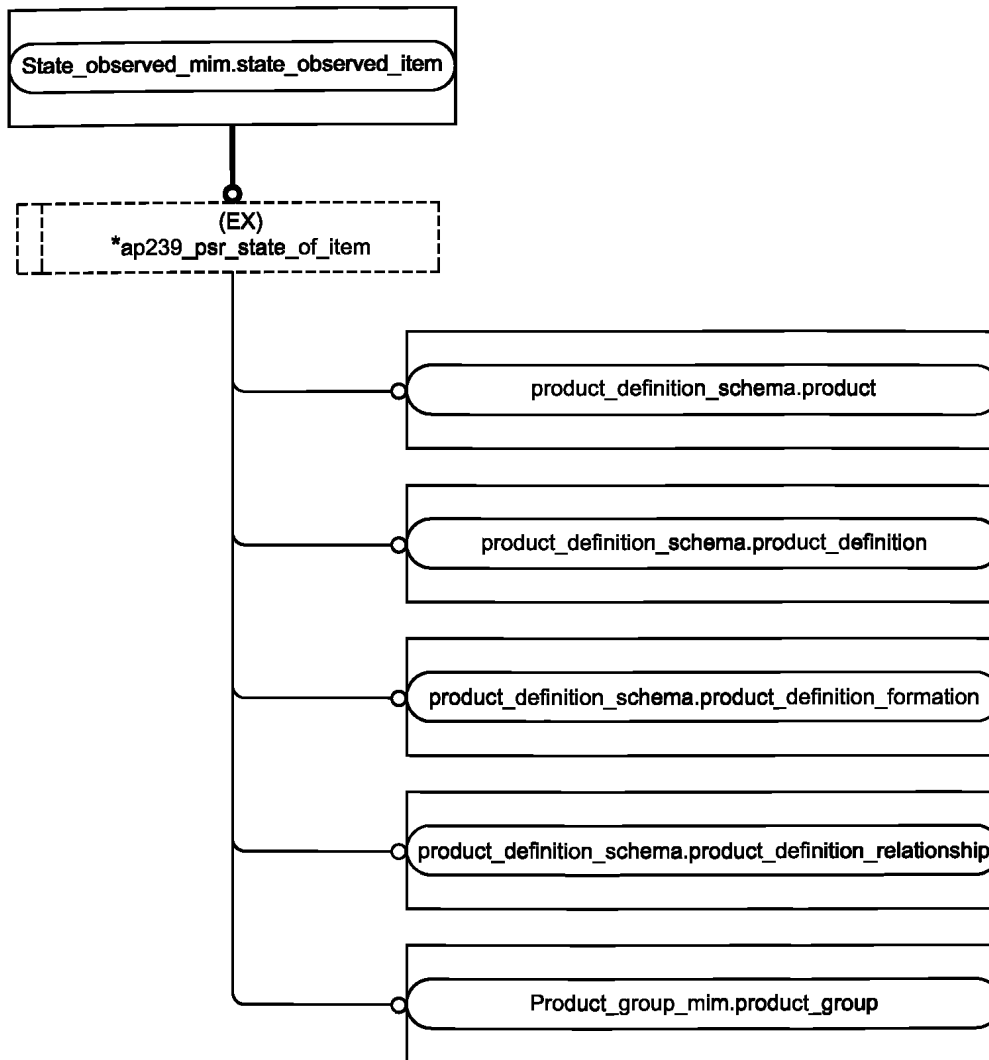 State_observed_mim.state_observed_item
(EX)
*ap239_psr_state_of_item
product_definition_schema.product
product_definition_schema.product_definition
product_definition_schema.product_definition_formation
product_definition_schema.product_definition_relationship
Product_group_mim.product_group